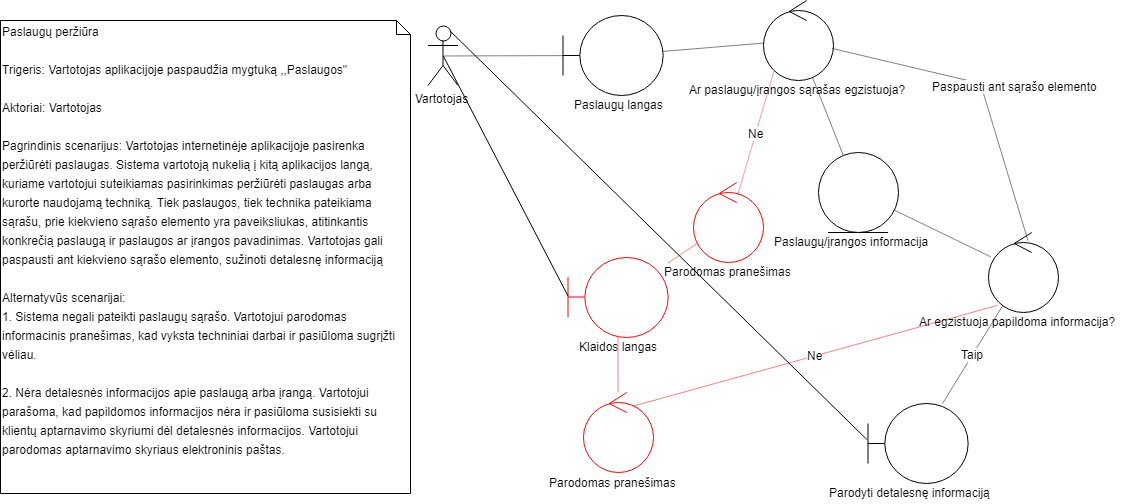 Paslaugų peržiūra
Trigeris: Vartotojas aplikacijoje paspaudžia mygtuką ,,Paslaugos"
Aktoriai: Vartotojas
Pagrindinis scenarijus: Vartotojas internetinėje aplikacijoje pasirenka
peržiūrėti paslaugas. Sistema vartotoją nukelią į kitą aplikacijos langą,
kuriame vartotojui suteikiamas pasirinkimas peržiūrėti paslaugas arba
kurorte naudojamą techniką. Tiek paslaugos, tiek technika pateikiama
sąrašu, prie kiekvieno sąrašo elemento yra paveiksliukas, atitinkantis
konkrečią paslaugą ir paslaugos ar įrangos pavadinimas. Vartotojas gali
paspausti ant kiekvieno sąrašo elemento, sužinoti detalesnę informaciją
Alternatyvūs scenarijai:
1. Sistema negali pateikti paslaugų sąrašo. Vartotojui parodomas
informacinis pranešimas, kad vyksta techniniai darbai ir pasiūloma sugrįžti
vėliau.
2. Nėra detalesnės informacijos apie paslaugą arba įrangą. Vartotojui
parašoma, kad papildomos informacijos nėra ir pasiūloma susisiekti su
klientų aptarnavimo skyriumi dėl detalesnės informacijos. Vartotojui
parodomas aptarnavimo skyriaus elektroninis paštas.
Vartotojas
Paslaugų langas
Ar paslaugų/įrangos sąrašas egzistuoja?
Paspausti ant sąrašo elemento
Ne
Paslaugų/įrangos informacija
Parodomas pranešimas
Ar egzistuoja papildoma informacija?
Klaidos langas
Ne
Taip
Parodomas pranešimas
Parodyti detalesnę informaciją